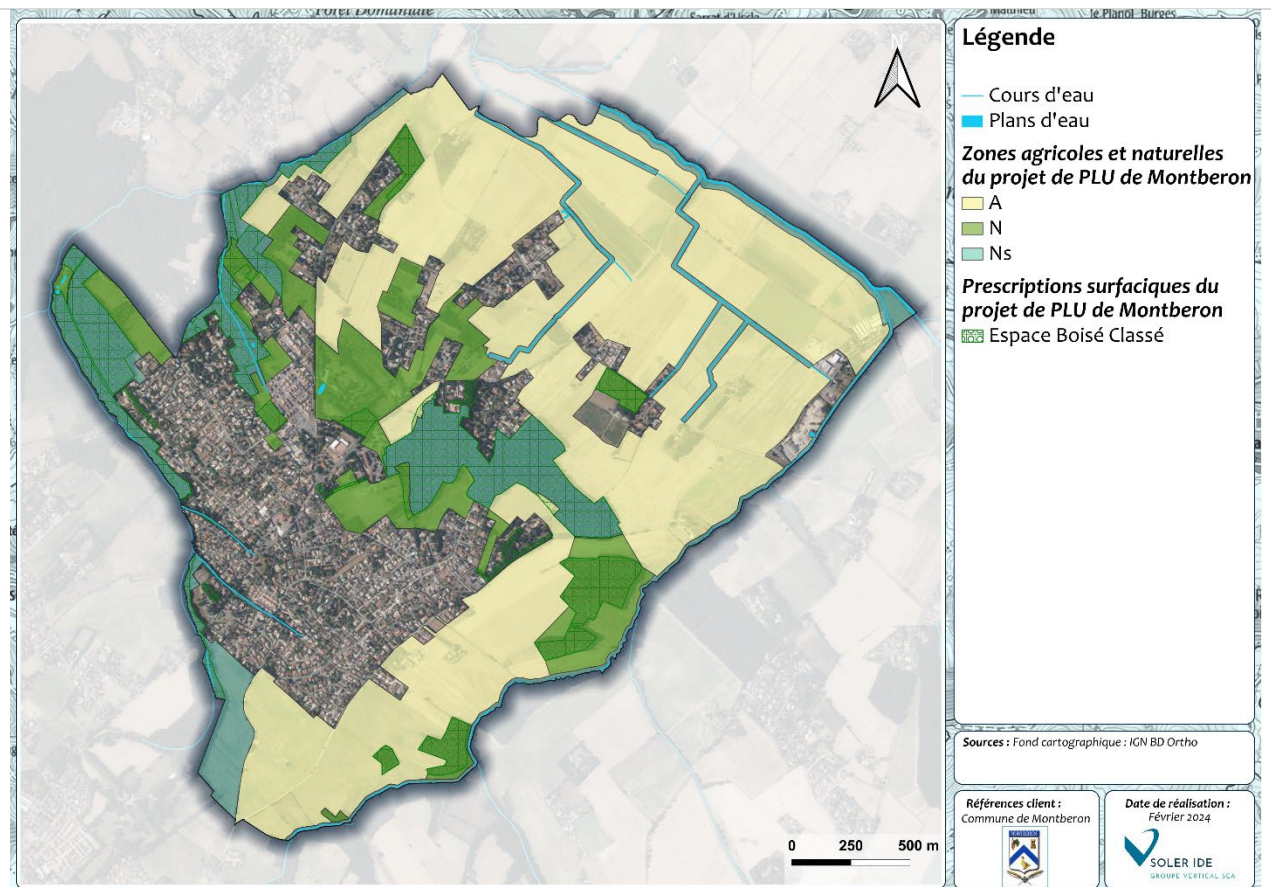 Forêt Domaniale
le Planol Burges
N
Légende
Cours d'eau
Plans d'eau
Zones agricoles et naturelles
du projet de PLU de Montberon
A
N
Ns
Prescriptions surfaciques du
projet de PLU de Montberon
Espace Boisé Classé
0 250 500 m
Sources : Fond cartographique : IGN BD Ortho
Références client :
Commune de Montberon
MONTBERON
Date de réalisation :
Février 2024
SOLER IDE
GROUPE VERTICAL SEA